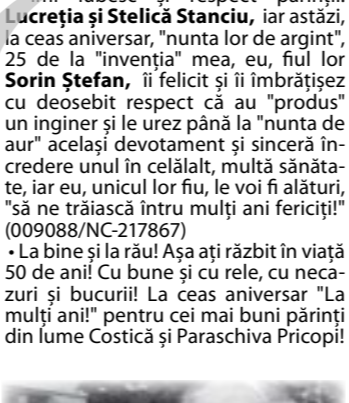 iubesc și respect
Lucreția și Stelică Stanciu, iar astăzi,
la ceas aniversar, "nunta lor de argint",
25 de la "invenția" mea, eu, fiul lor
Sorin Ștefan, îi felicit și îi îmbrățișez
cu deosebit respect că au "produs"
un inginer și le urez până la "nunta de
aur" același devotament și sinceră în-
credere unul în celălalt, multă sănăta-
te, iar eu, unicul lor fiu, le voi fi alături,
"să ne trăiască întru mulți ani fericiți!"
(009088/NC-217867)
• La bine și la rău! Așa ați răzbit în viață
50 de ani! Cu bune și cu rele, cu neca-
zuri și bucurii! La ceas aniversar "La
mulți ani!" pentru cei mai buni părinți
din lume Costică și Paraschiva Pricopi!